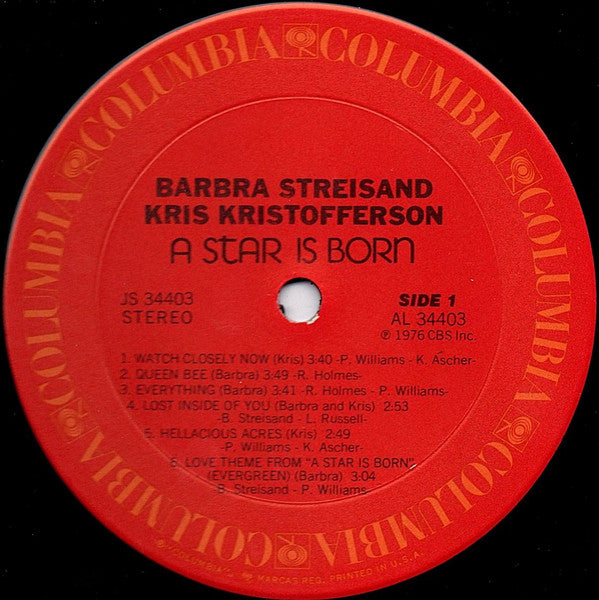 COLUMBIA COLUMBIA COLUMBIA COLUMBIA COLUMBIA COLUMBIA
BARBRA STREISAND
KRIS KRISTOFFERSON
A STAR IS BORN
JS 34403
STEREO
SIDE 1
AL 34403
℗ 1976 CBS Inc.
1. WATCH CLOSELY NOW (Kris) 3:40 -P. Williams - K. Ascher-
2. QUEEN BEE (Barbra) 3:49 -R. Holmes-
3. EVERYTHING (Barbra) 3:41 -R. Holmes - P. Williams-
4. LOST INSIDE OF YOU (Barbra and Kris) 2:53
-B. Streisand - L. Russell-
5. HELLACIOUS ACRES (Kris) 2:49
-P. Williams - K. Ascher-
6. LOVE THEME FROM "A STAR IS BORN"
(EVERGREEN) (Barbra) 3:04
-B. Streisand - P. Williams-
"COLUMBIA", MARCAS REG. PRINTED IN U.S.A.